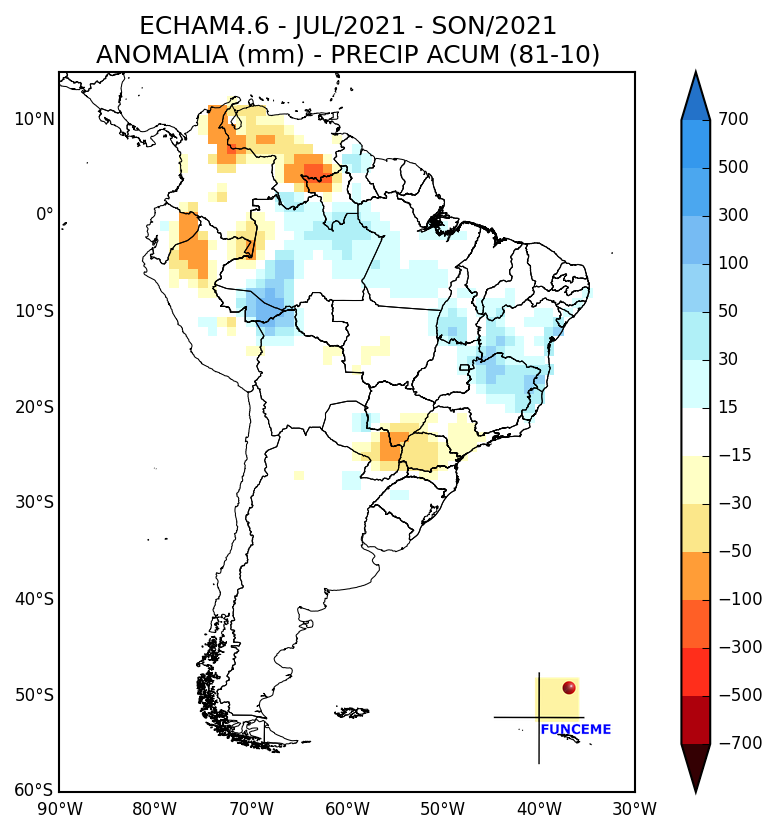 ECHAM4.6 - JUL/2021 - SON/2021
ANOMALIA (mm) - PRECIP ACUM (81-10)
10°N
0°
10°S
20°S
30°S
40°S
50°S
60°S
90°W 80°W 70°W 60°W 50°W 40°W 30°W
700
500
300
100
50
30
15
−15
−30
−50
−100
−300
−500
−700
FUNCEME